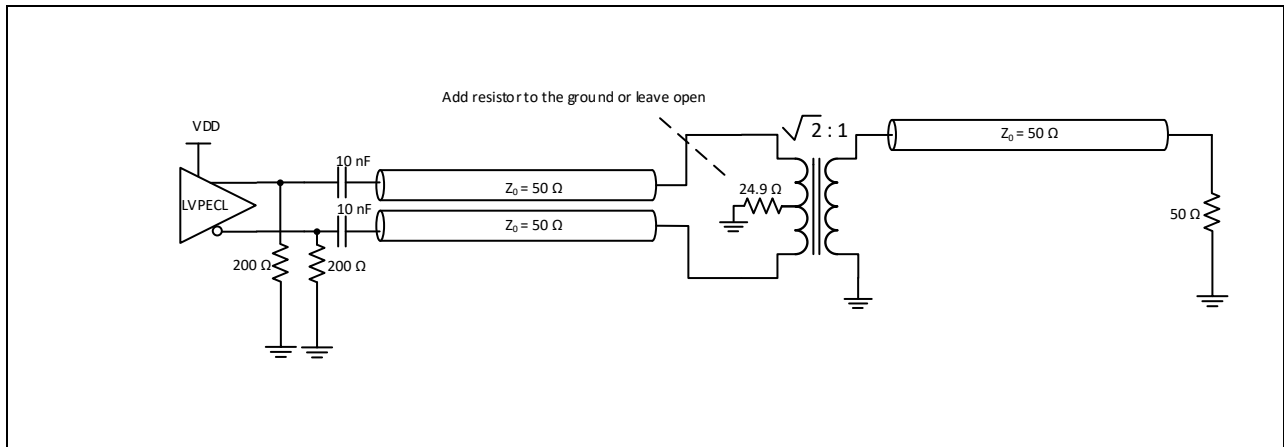 Add resistor to the ground or leave open
VDD
√2 : 1
10 nF
Z0 = 50 Ω
Z0 = 50 Ω
LVPECL
24.9 Ω
10 nF
Z0 = 50 Ω
50 Ω
200 Ω
200 Ω